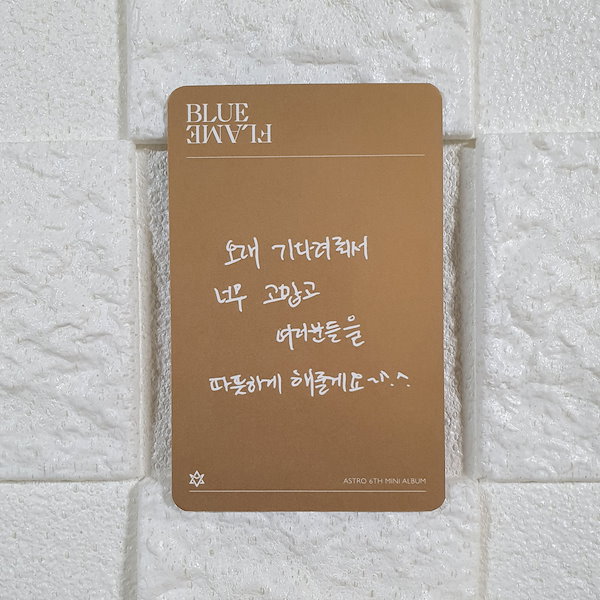 BLUE
FLAME
오래 기다려줘서
너무 고맙고
여러분들을
따뜻하게 해줄게요~^.^
ASTRO 6TH MINI ALBUM